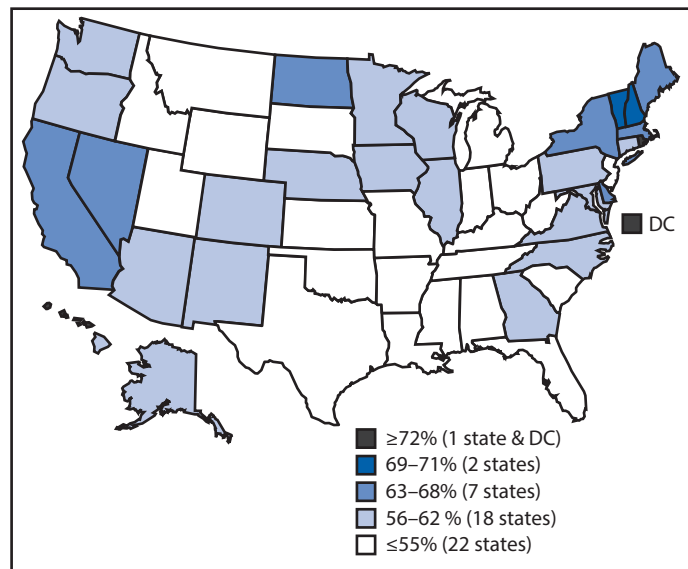 DC
≥72% (1 state & DC)
69–71% (2 states)
63–68% (7 states)
56–62 % (18 states)
≤55% (22 states)